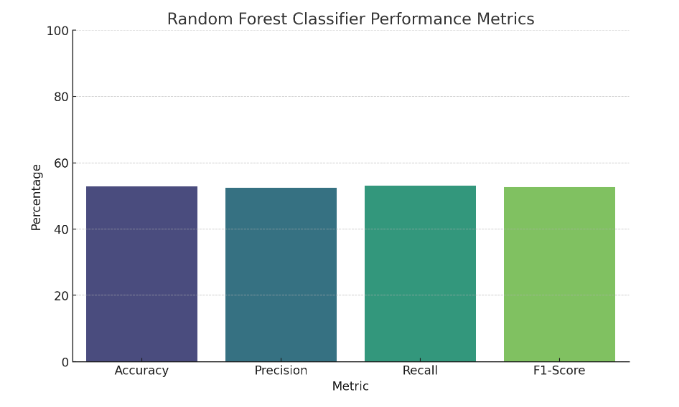 Random Forest Classifier Performance Metrics
100
80
60
40
20
0
Percentage
Accuracy Precision Recall F1-Score
Metric